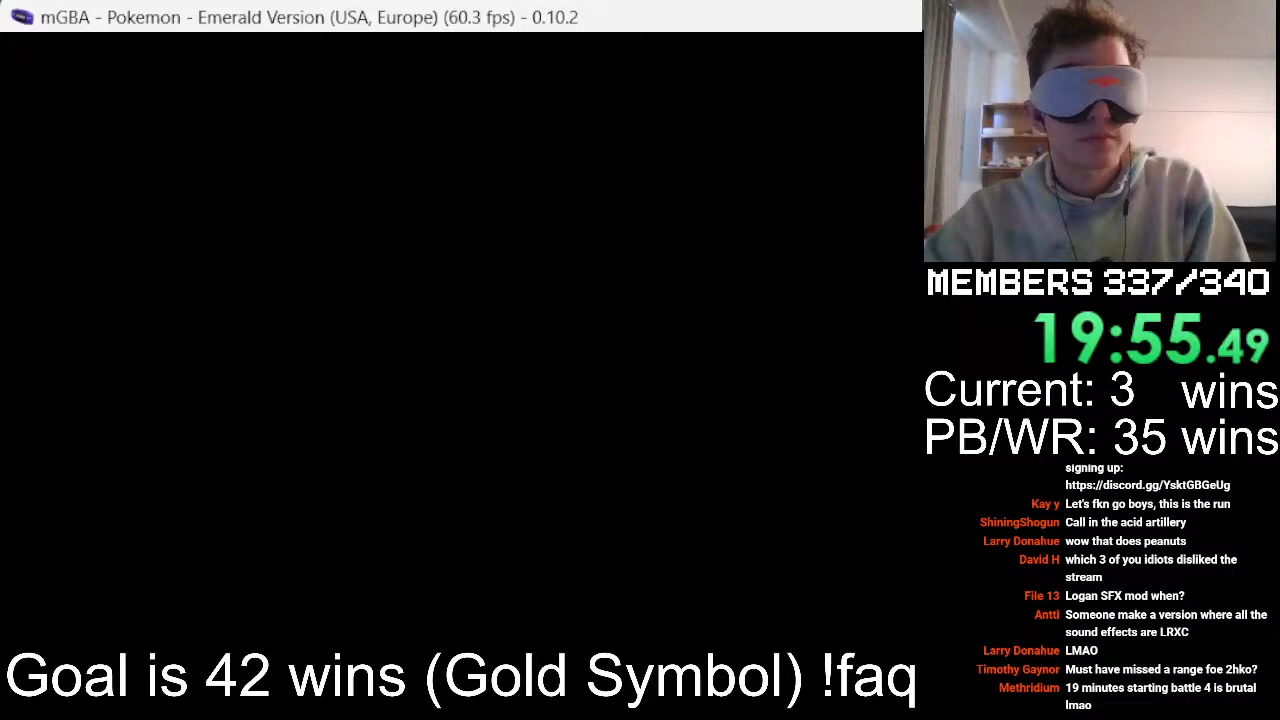 mGBA - Pokemon - Emerald Version (USA, Europe) (60.3 fps) - 0.10.2
MEMBERS 337/340
19:55.49
Current: 3 wins
PB/WR: 35 wins
signing up:
https://discord.gg/YsktGBGeUg
Kay y Let's fkn go boys, this is the run
ShiningShogun Call in the acid artillery
Larry Donahue wow that does peanuts
David H which 3 of you idiots disliked the
stream
File 13 Logan SFX mod when?
Antti Someone make a version where all the
sound effects are LRXC
Larry Donahue LMAO
Timothy Gaynor Must have missed a range foe 2hko?
Methridium 19 minutes starting battle 4 is brutal
lmao
Goal is 42 wins (Gold Symbol) !faq